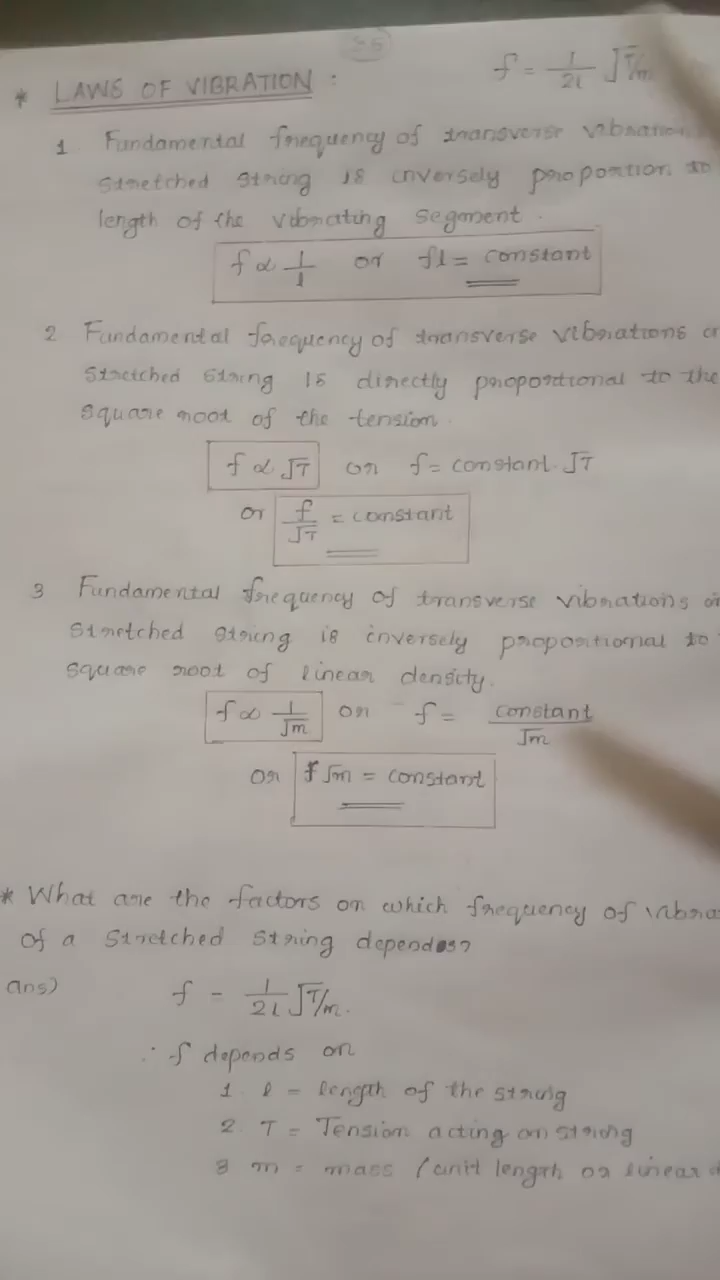 36
* LAWS OF VIBRATION :
f = 1/2l √T/m
1. Fundamental frequency of transverse vibration
stretched string is inversely proportion to
length of the vibrating segment.
f ∝ 1/l or fl = constant
2 Fundamental frequency of transverse vibrations
stretched string is directly proportional to the
square root of the tension.
f ∝ √T or f = constant √T
or f/√T = constant
3 Fundamental frequency of transverse vibrations
stretched string is inversely propositional to
square root of linear density.
f ∝ 1/√m or f = constant/√m
or f √m = constant
* What are the factors on which frequency of vibra
of a stretched string depends?
ans) f = 1/2l √T/m.
∴ f depends on
1. l = length of the string
2. T = Tension acting on string
3 m = mass (unit length or linear